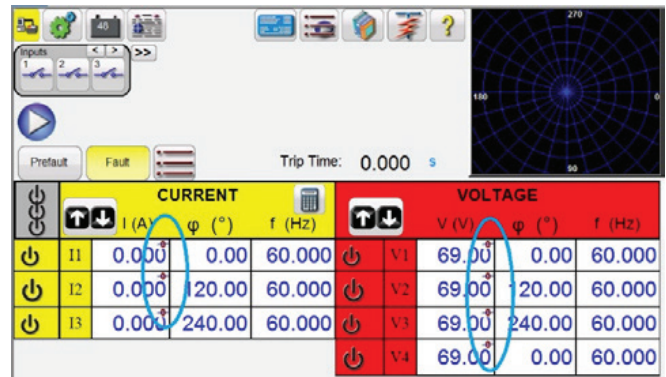 48
?
Inputs
< >
>>
1 2 3
270
180
0
90
Prefault Fault Trip Time: 0.000 s
CURRENT
I (A) φ (°) f (Hz)
VOLTAGE
V (V) φ (°) f (Hz)
I1 0.000 0.00 60.000 V1 69.00 0.00 60.000
I2 0.000 120.00 60.000 V2 69.00 120.00 60.000
I3 0.000 240.00 60.000 V3 69.00 240.00 60.000
V4 69.00 0.00 60.000